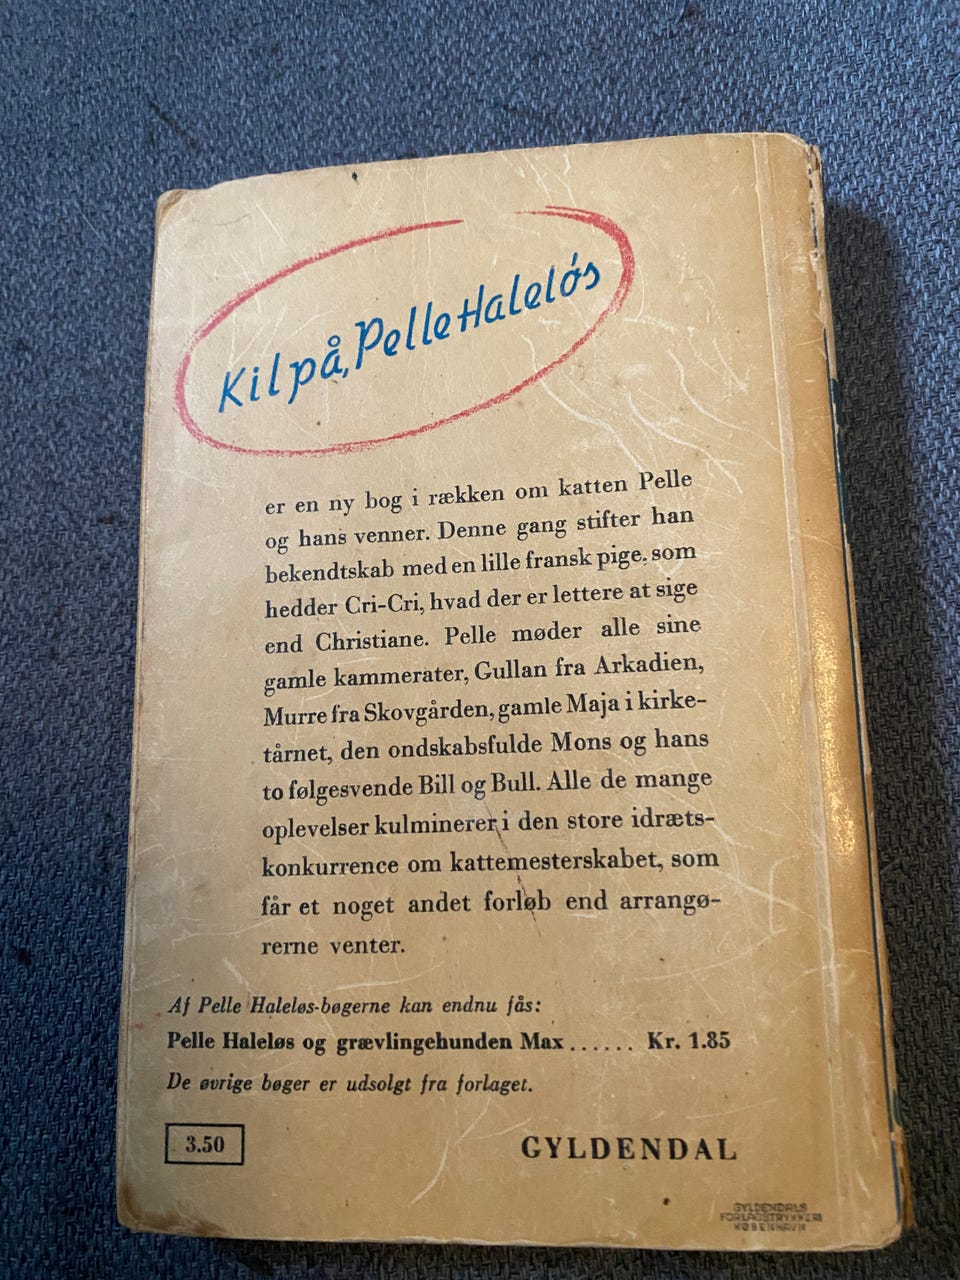 Kil på, Pelle Haleløs
er en ny bog i rækken om katten Pelle
og hans venner. Denne gang stifter han
bekendtskab med en lille fransk pige, som
hedder Cri-Cri, hvad der er lettere at sige
end Christiane. Pelle møder alle sine
gamle kammerater, Gullan fra Arkadien,
Murre fra Skovgården, gamle Maja i kirke-
tårnet, den ondskabsfulde Mons og hans
to følgesvende Bill og Bull. Alle de mange
oplevelser kulminerer i den store idræts-
konkurrence om kattemesterskabet, som
får et noget andet forløb end arrangø-
rerne venter.
Af Pelle Haleløs-bøgerne kan endnu fås:
Pelle Haleløs og grævlingehunden Max...... Kr. 1.85
De øvrige bøger er udsolgt fra forlaget.
3.50
GYLDENDAL
GYLDENDALS
FORLAGSTRYKKERI
KØBENHAVN